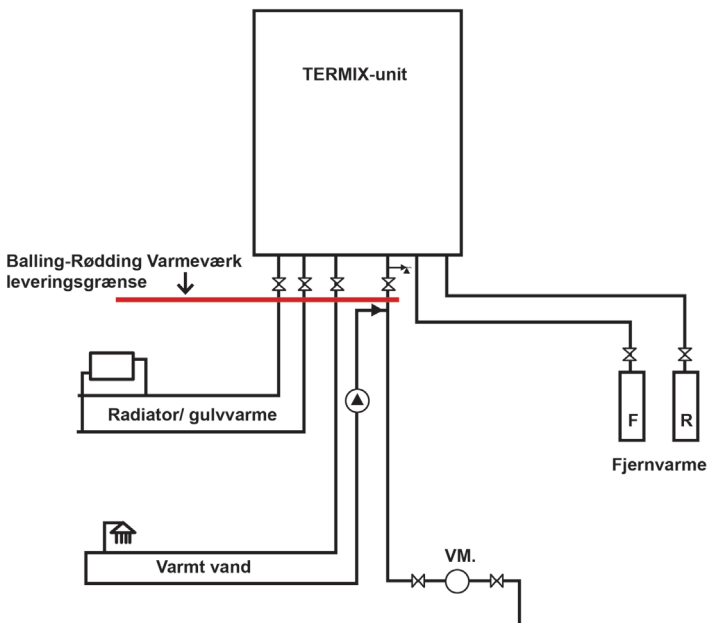 TERMIX-unit
Balling-Rødding Varmeværk
leveringsgrænse
Radiator/ gulvvarme
F
R
Fjernvarme
VM.
Varmt vand